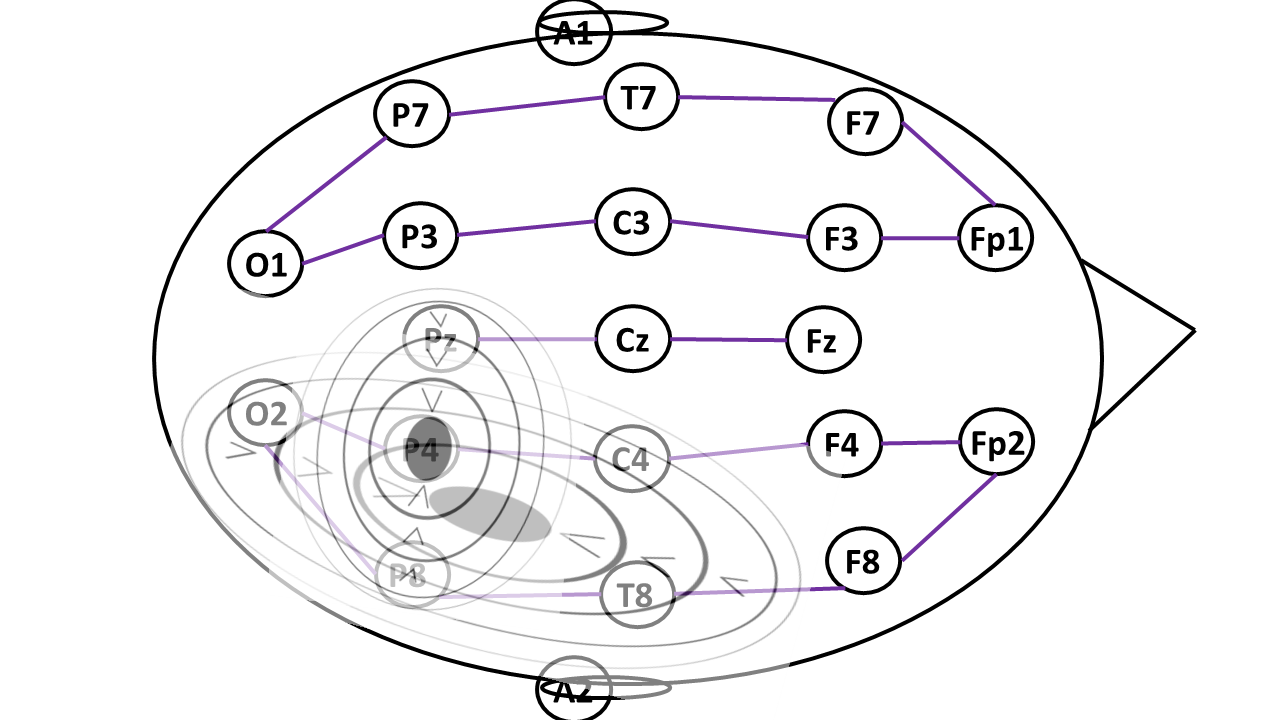 A1
P7 T7 F7
O1 P3 C3 F3 Fp1
Pz Cz Fz
O2 P4 C4 F4 Fp2
P8 T8 F8
A2